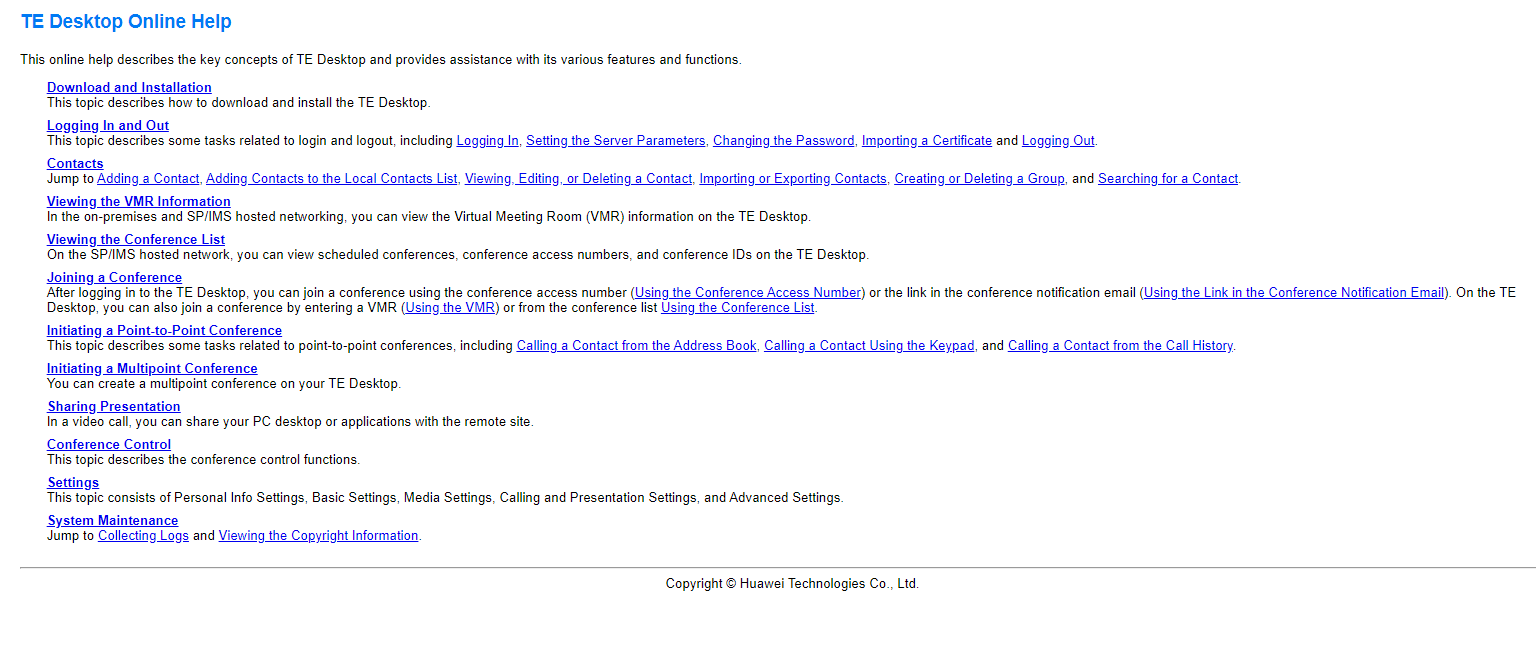 TE Desktop Online Help
This online help describes the key concepts of TE Desktop and provides assistance with its various features and functions.
Download and Installation
This topic describes how to download and install the TE Desktop.
Logging In and Out
This topic describes some tasks related to login and logout, including Logging In, Setting the Server Parameters, Changing the Password, Importing a Certificate and Logging Out.
Contacts
Jump to Adding a Contact, Adding Contacts to the Local Contacts List, Viewing, Editing, or Deleting a Contact, Importing or Exporting Contacts, Creating or Deleting a Group, and Searching for a Contact.
Viewing the VMR Information
In the on-premises and SP/IMS hosted networking, you can view the Virtual Meeting Room (VMR) information on the TE Desktop.
Viewing the Conference List
On the SP/IMS hosted network, you can view scheduled conferences, conference access numbers, and conference IDs on the TE Desktop.
Joining a Conference
After logging in to the TE Desktop, you can join a conference using the conference access number (Using the Conference Access Number) or the link in the conference notification email (Using the Link in the Conference Notification Email). On the TE
Desktop, you can also join a conference by entering a VMR (Using the VMR) or from the conference list Using the Conference List.
Initiating a Point-to-Point Conference
This topic describes some tasks related to point-to-point conferences, including Calling a Contact from the Address Book, Calling a Contact Using the Keypad, and Calling a Contact from the Call History.
Initiating a Multipoint Conference
You can create a multipoint conference on your TE Desktop.
Sharing Presentation
In a video call, you can share your PC desktop or applications with the remote site.
Conference Control
This topic describes the conference control functions.
Settings
This topic consists of Personal Info Settings, Basic Settings, Media Settings, Calling and Presentation Settings, and Advanced Settings.
System Maintenance
Jump to Collecting Logs and Viewing the Copyright Information.
Copyright © Huawei Technologies Co., Ltd.